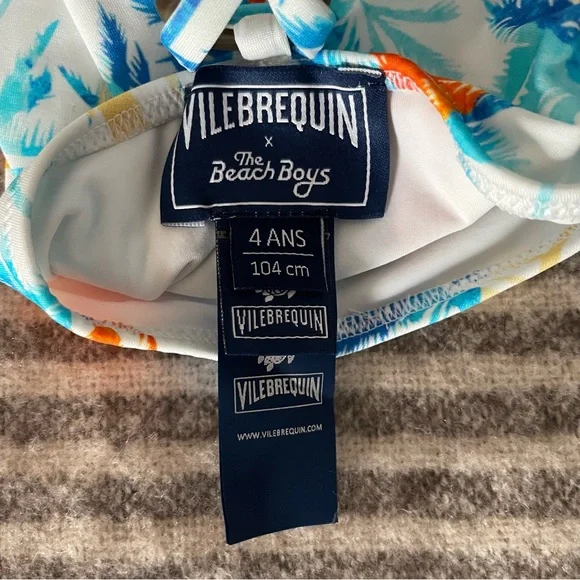 VILEBREQUIN
x
The
Beach Boys
4 ANS
104 cm
VILEBREQUIN
VILEBREQUIN
WWW.VILEBREQUIN.COM